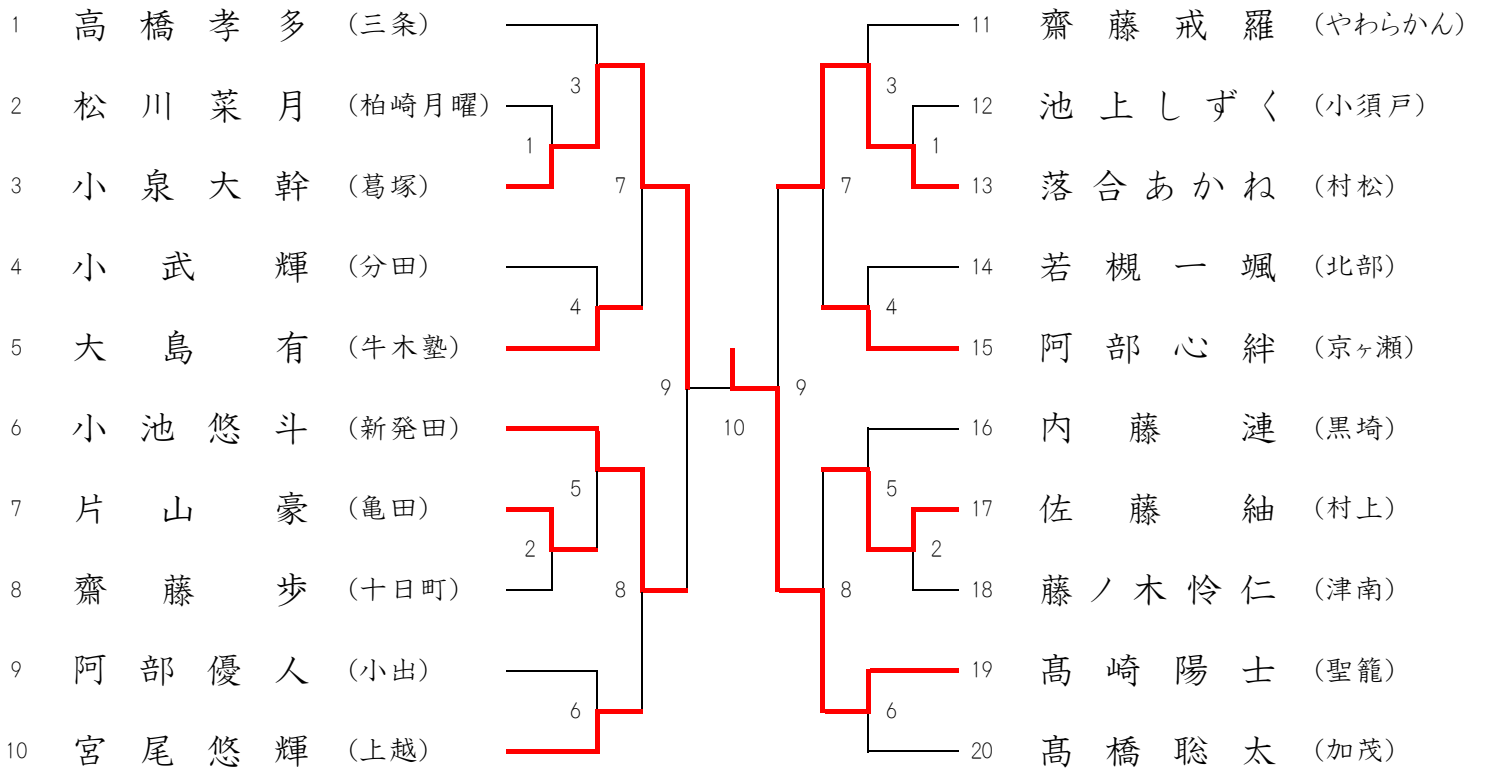 1 高橋孝多 (三条)
2 松川菜月 (柏崎月曜)
3 小泉大幹 (葛塚)
4 小武輝 (分田)
5 大島有 (牛木塾)
6 小池悠斗 (新発田)
7 片山豪 (亀田)
8 齋藤歩 (十日町)
9 阿部優人 (小出)
10 宮尾悠輝 (上越)
3
1
7
4
9
5
2
8
6
10
3
1
7
4
9
5
2
8
6
11 齋藤戒羅 (やわらかん)
12 池上しずく (小須戸)
13 落合あかね (村松)
14 若槻一颯 (北部)
15 阿部心絆 (京ヶ瀬)
16 内藤漣 (黒埼)
17 佐藤紬 (村上)
18 藤ノ木怜仁 (津南)
19 髙崎陽士 (聖籠)
20 髙橋聡太 (加茂)